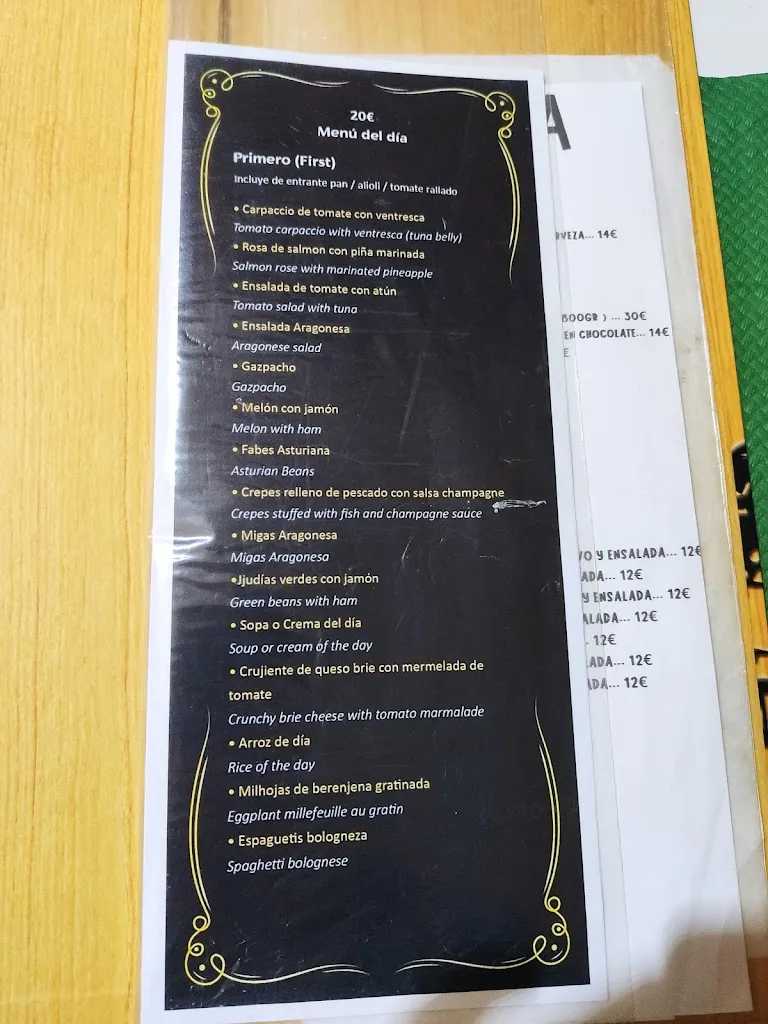 20€
Menú del día
Primero (First)
Incluye de entrante pan / alioli / tomate rallado
• Carpaccio de tomate con ventresca
Tomato carpaccio with ventresca (tuna belly)
• Rosa de salmon con piña marinada
Salmon rose with marinated pineapple
• Ensalada de tomate con atún
Tomato salad with tuna
• Ensalada Aragonesa
Aragonese salad
• Gazpacho
Gazpacho
• Melón con jamón
Melon with ham
• Fabes Asturiana
Asturian Beans
• Crepes relleno de pescado con salsa champagne
Crepes stuffed with fish and champagne sauce
• Migas Aragonesa
Migas Aragonesa
•Jjudías verdes con jamón
Green beans with ham
• Sopa o Crema del día
Soup or cream of the day
• Crujiente de queso brie con mermelada de
tomate
Crunchy brie cheese with tomato marmalade
• Arroz de día
Rice of the day
• Milhojas de berenjena gratinada
Eggplant millefeuille au gratin
• Espaguetis bologneza
Spaghetti bolognese
A
RVEZA... 14€
800GR ) ... 30€
EN CHOCOLATE... 14€
€
VO Y ENSALADA... 12€
ADA... 12€
Y ENSALADA... 12€
ALADA... 12€
12€
ADA... 12€
ADA... 12€